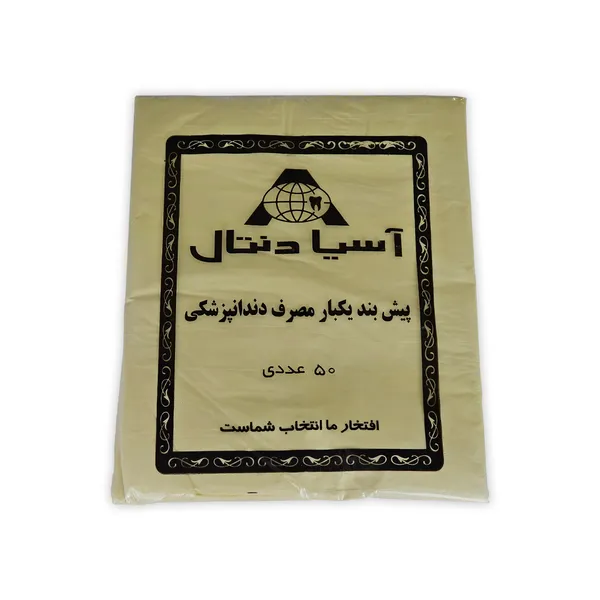 آسیا دنتال
پیش بند یکبار مصرف دندانپزشکی
۵۰ عددی
افتخار ما انتخاب شماست